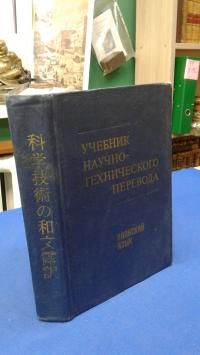 УЧЕБНИК
НАУЧНО-
ТЕХНИЧЕСКОГО
ПЕРЕВОДА
ЯПОНСКИЙ
ЯЗЫК
科学技術の和文露訳